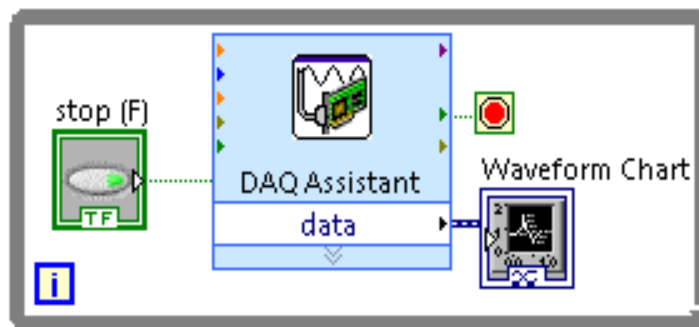 stop (F)
TF
DAQ Assistant
data
Waveform Chart
i